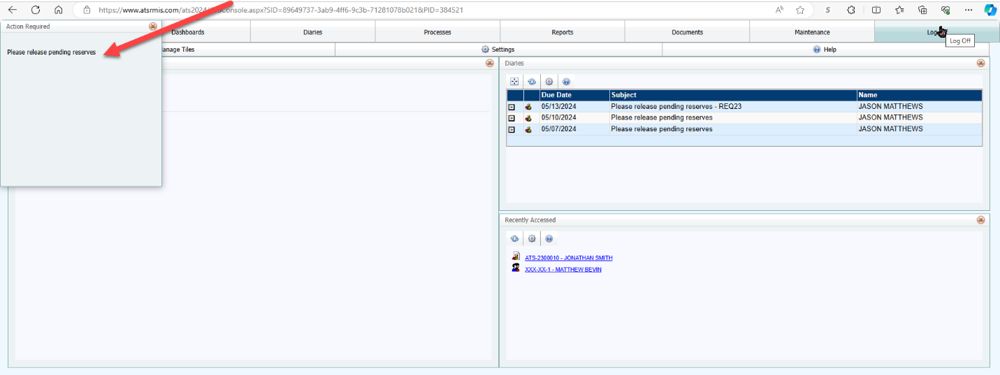 https://www.atsrmis.com/ats2024/
Console.aspx?SID=89649737-3ab9-4ff6-9c3b-71281078b021&PID=384521
Action Required
Please release pending reserves
Dashboards
Diaries
Processes
Reports
Documents
Maintenance
Log
Log Off
anage Tiles
Settings
Help
Diaries
Due Date Subject Name
05/13/2024 Please release pending reserves - REQ23 JASON MATTHEWS
05/10/2024 Please release pending reserves JASON MATTHEWS
05/07/2024 Please release pending reserves JASON MATTHEWS
Recently Accessed
ATS-2300010 - JONATHAN SMITH
XXX-XX-1 - MATTHEW BEVIN